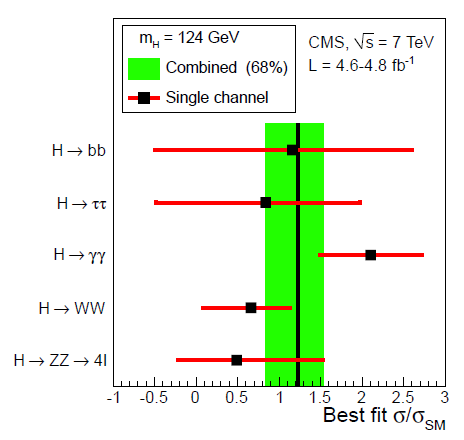 m_H = 124 GeV
Combined (68%)
Single channel
CMS, √s = 7 TeV
L = 4.6-4.8 fb⁻¹
H → bb
H → ττ
H → γγ
H → WW
H → ZZ → 4l
-1 -0.5 0 0.5 1 1.5 2 2.5 3
Best fit σ/σ_SM